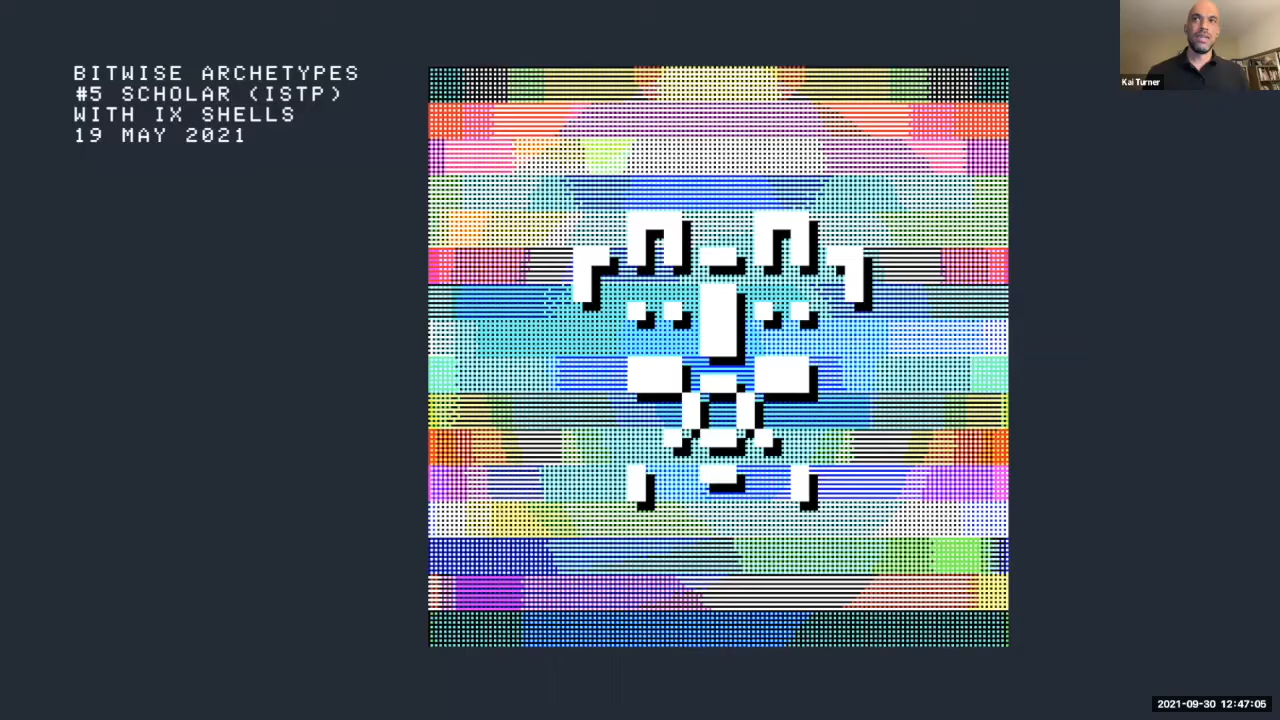 BITWISE ARCHETYPES
#5 SCHOLAR (ISTP)
WITH IX SHELLS
19 MAY 2021
Kai Turner
2021-09-30 12:47:05